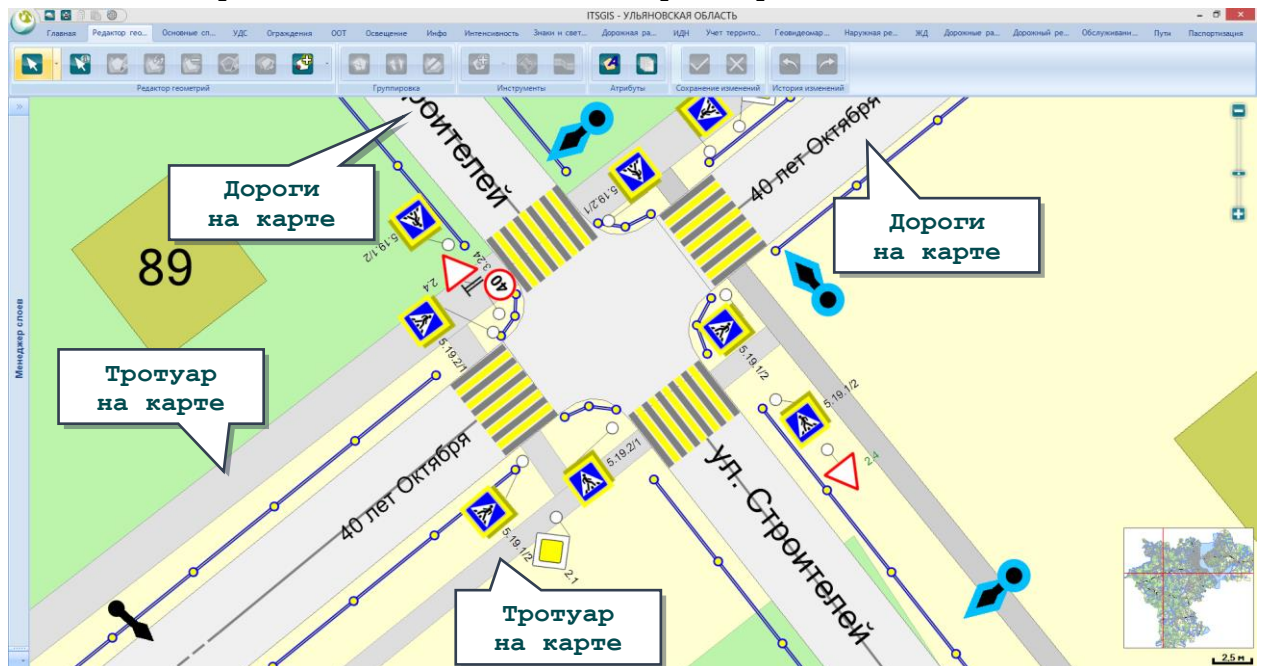 ITSGIS - УЛЬЯНОВСКАЯ ОБЛАСТЬ
Главная Редактор гео... Основные сп... УДС Ограждения ООТ Освещение Инфо Интенсивность Знаки и свет... Дорожная ра... ИДН Учет террито... Геовидеомар... Наружная ре... ЖД Дорожные ра... Дорожный ре... Обслуживани... Пути Паспортизация
Редактор геометрий Группировка Инструменты Атрибуты Сохранение изменений История изменений
Менеджер слоев
роителей
40 лет Октября
Дороги
на карте
Дороги
на карте
5.19.2/1
5.19.1/2
89
2.4
3.24
40
5.19.2/1
5.19.1/2
5.19.1/2
Тротуар
на карте
2.4
40 лет Октября
5.19.2/1
ул. Строителей
5.19.1/2
2.1
Тротуар
на карте
2,5 м